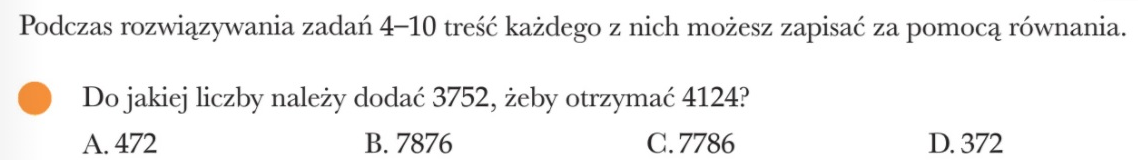 Podczas rozwiązywania zadań 4–10 treść każdego z nich możesz zapisać za pomocą równania.
Do jakiej liczby należy dodać 3752, żeby otrzymać 4124?
A. 472 B. 7876 C. 7786 D. 372